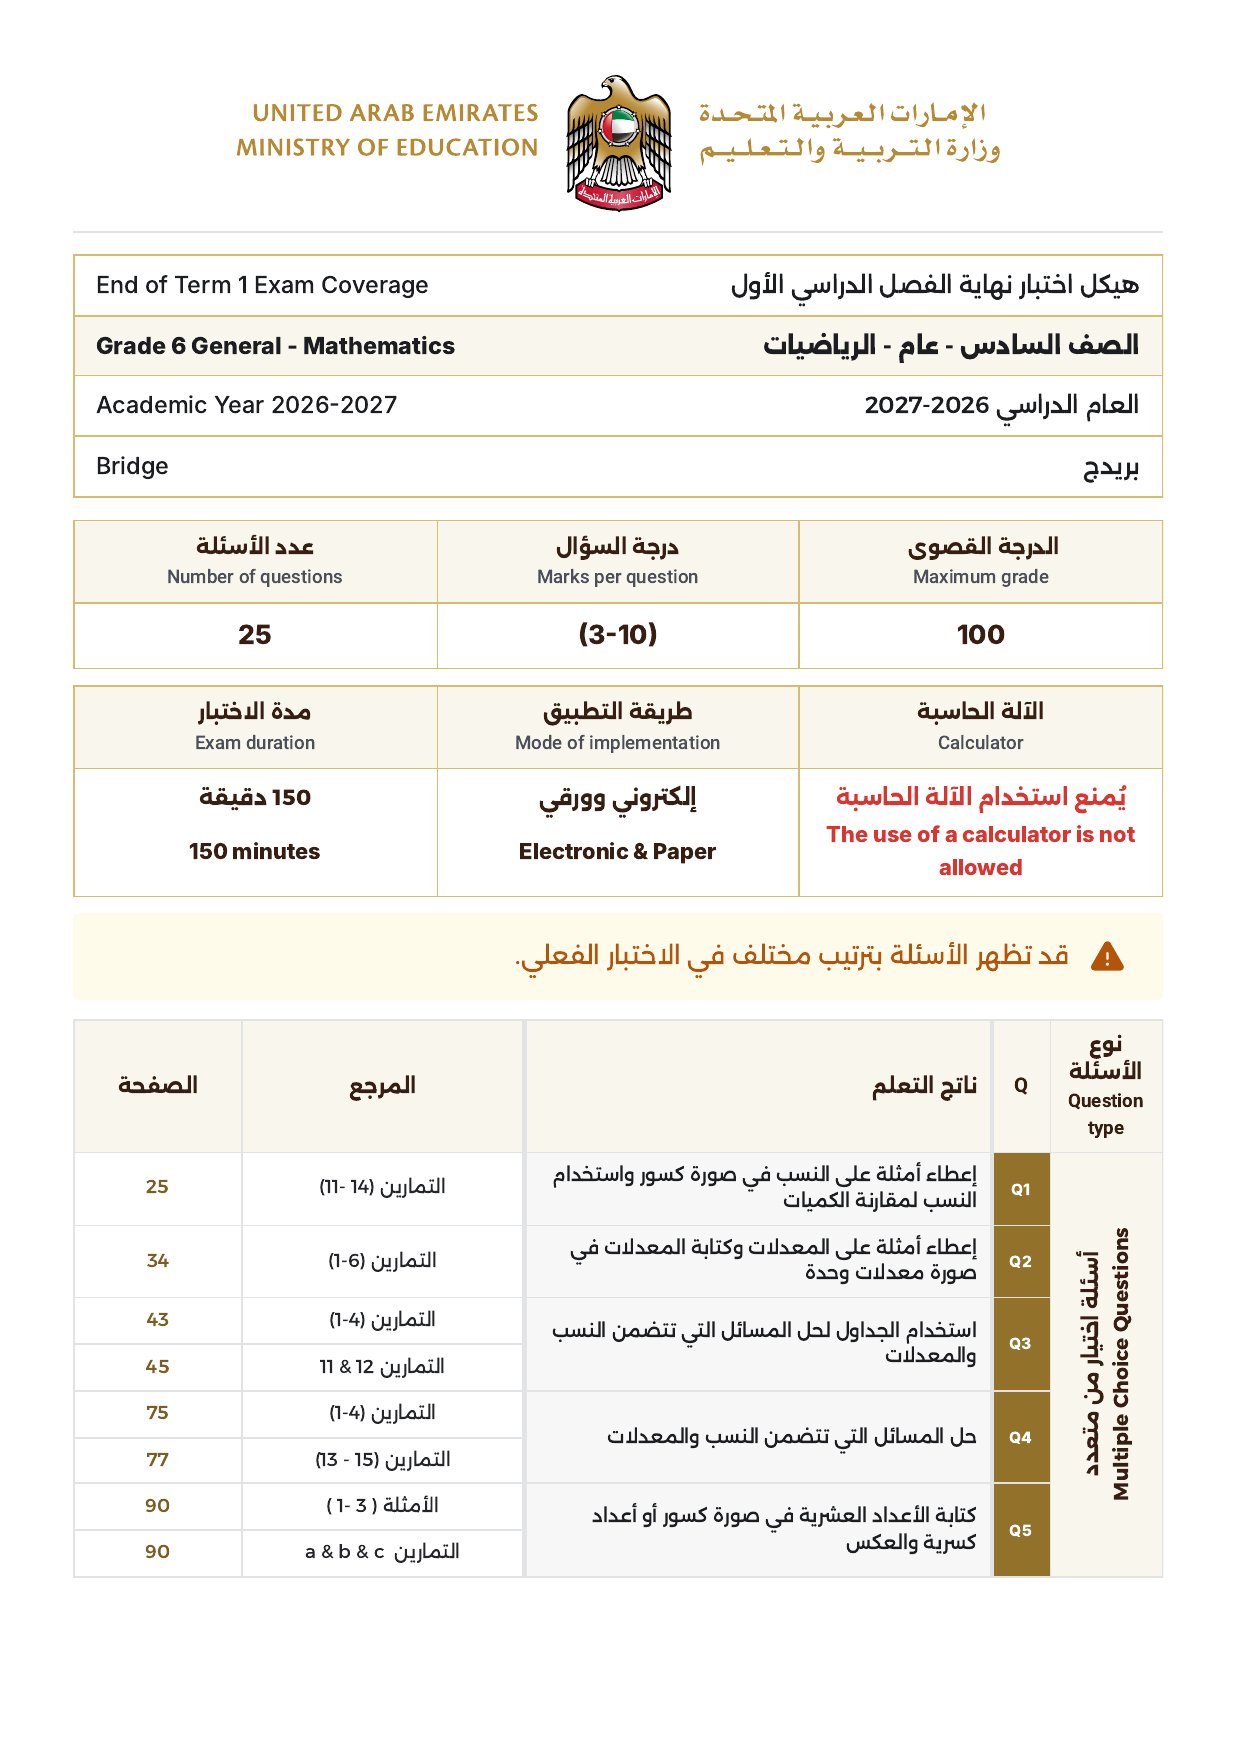 UNITED ARAB EMIRATES
MINISTRY OF EDUCATION
الإمارات العربية المتحدة
وزارة التربية والتعليم
الإمارات العربية المتحدة
هيكل اختبار نهاية الفصل الدراسي الأول
End of Term 1 Exam Coverage
الصف السادس - عام - الرياضيات
Grade 6 General - Mathematics
العام الدراسي 2026-2027
Academic Year 2026-2027
بريدج
Bridge
الدرجة القصوى
Maximum grade
درجة السؤال
Marks per question
عدد الأسئلة
Number of questions
100
(3-10)
25
الآلة الحاسبة
Calculator
طريقة التطبيق
Mode of implementation
مدة الاختبار
Exam duration
يُمنع استخدام الآلة الحاسبة
The use of a calculator is not
allowed
إلكتروني وورقي
Electronic & Paper
150 دقيقة
150 minutes
قد تظهر الأسئلة بترتيب مختلف في الاختبار الفعلي.
نوع
الأسئلة
Question
type
Q
ناتج التعلم
المرجع
الصفحة
أسئلة اختيار من متعدد
Multiple Choice Questions
Q1
إعطاء أمثلة على النسب في صورة كسور واستخدام
النسب لمقارنة الكميات
التمارين (14 -11)
25
Q2
إعطاء أمثلة على المعدلات وكتابة المعدلات في
صورة معدلات وحدة
التمارين (6-1)
34
Q3
استخدام الجداول لحل المسائل التي تتضمن النسب
والمعدلات
التمارين (4-1)
43
التمارين 12 & 11
45
Q4
حل المسائل التي تتضمن النسب والمعدلات
التمارين (4-1)
75
التمارين (15 - 13)
77
Q5
كتابة الأعداد العشرية في صورة كسور أو أعداد
كسرية والعكس
الأمثلة ( 3 -1 )
90
التمارين a & b & c
90